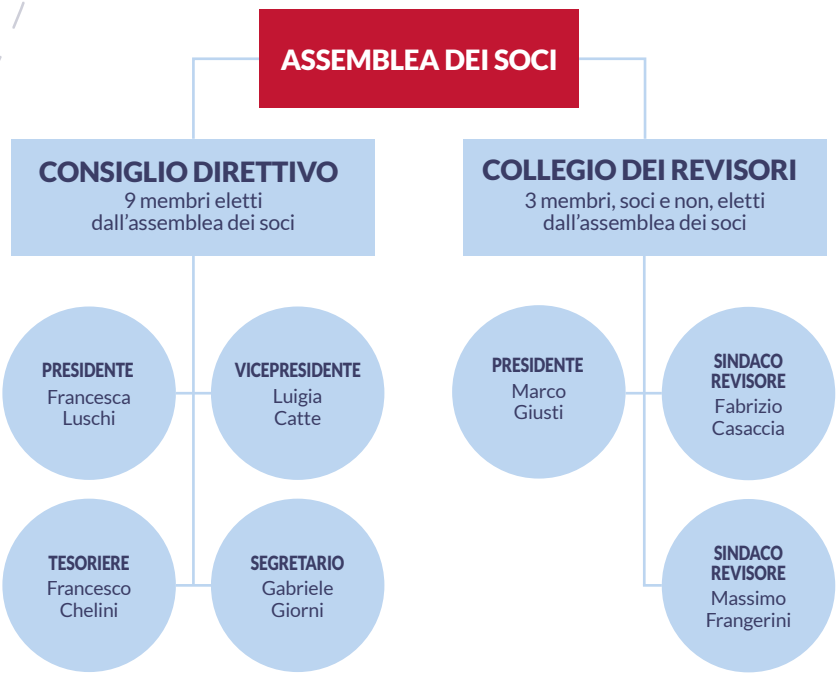 ASSEMBLEA DEI SOCI
CONSIGLIO DIRETTIVO
9 membri eletti
dall'assemblea dei soci
COLLEGIO DEI REVISORI
3 membri, soci e non, eletti
dall'assemblea dei soci
PRESIDENTE
Francesca
Luschi
VICEPRESIDENTE
Luigia
Catte
TESORIERE
Francesco
Chelini
SEGRETARIO
Gabriele
Giorni
PRESIDENTE
Marco
Giusti
SINDACO
REVISORE
Fabrizio
Casaccia
SINDACO
REVISORE
Massimo
Frangerini